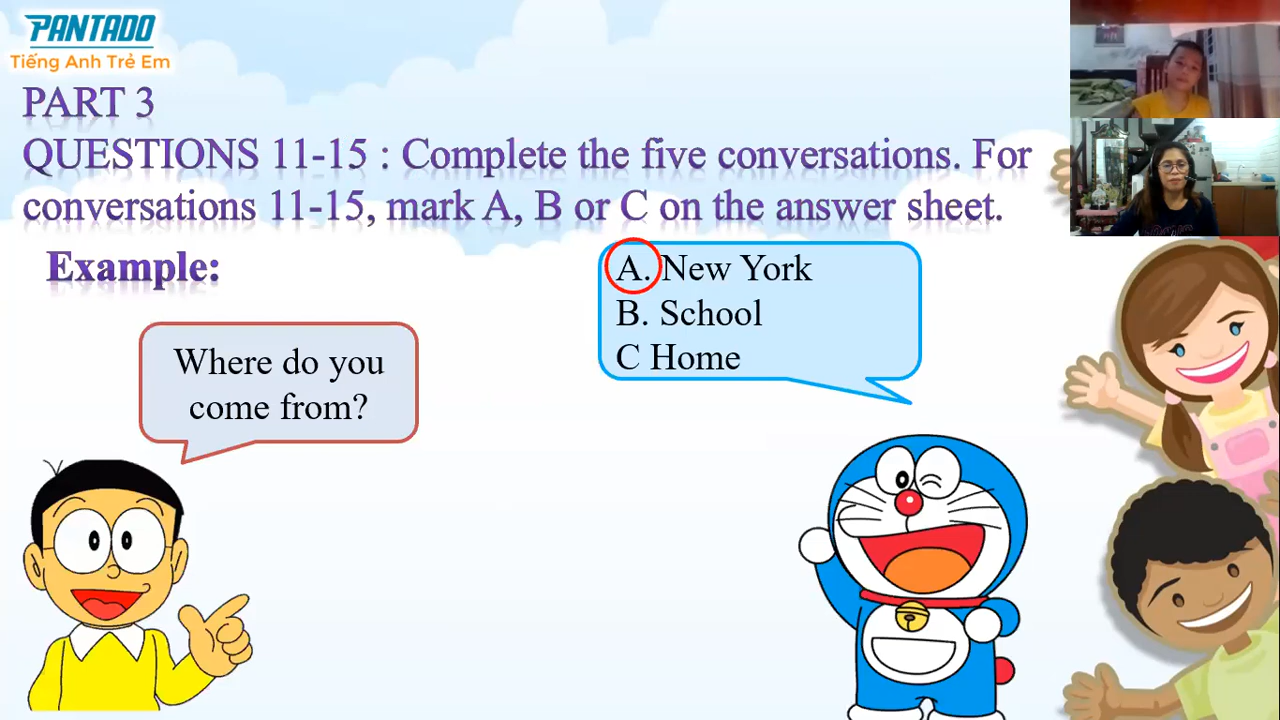 PANTADO
Tiếng Anh Trẻ Em
PART 3
QUESTIONS 11-15 : Complete the five conversations. For
conversations 11-15, mark A, B or C on the answer sheet.
Example:
A. New York
B. School
C Home
Where do you
come from?